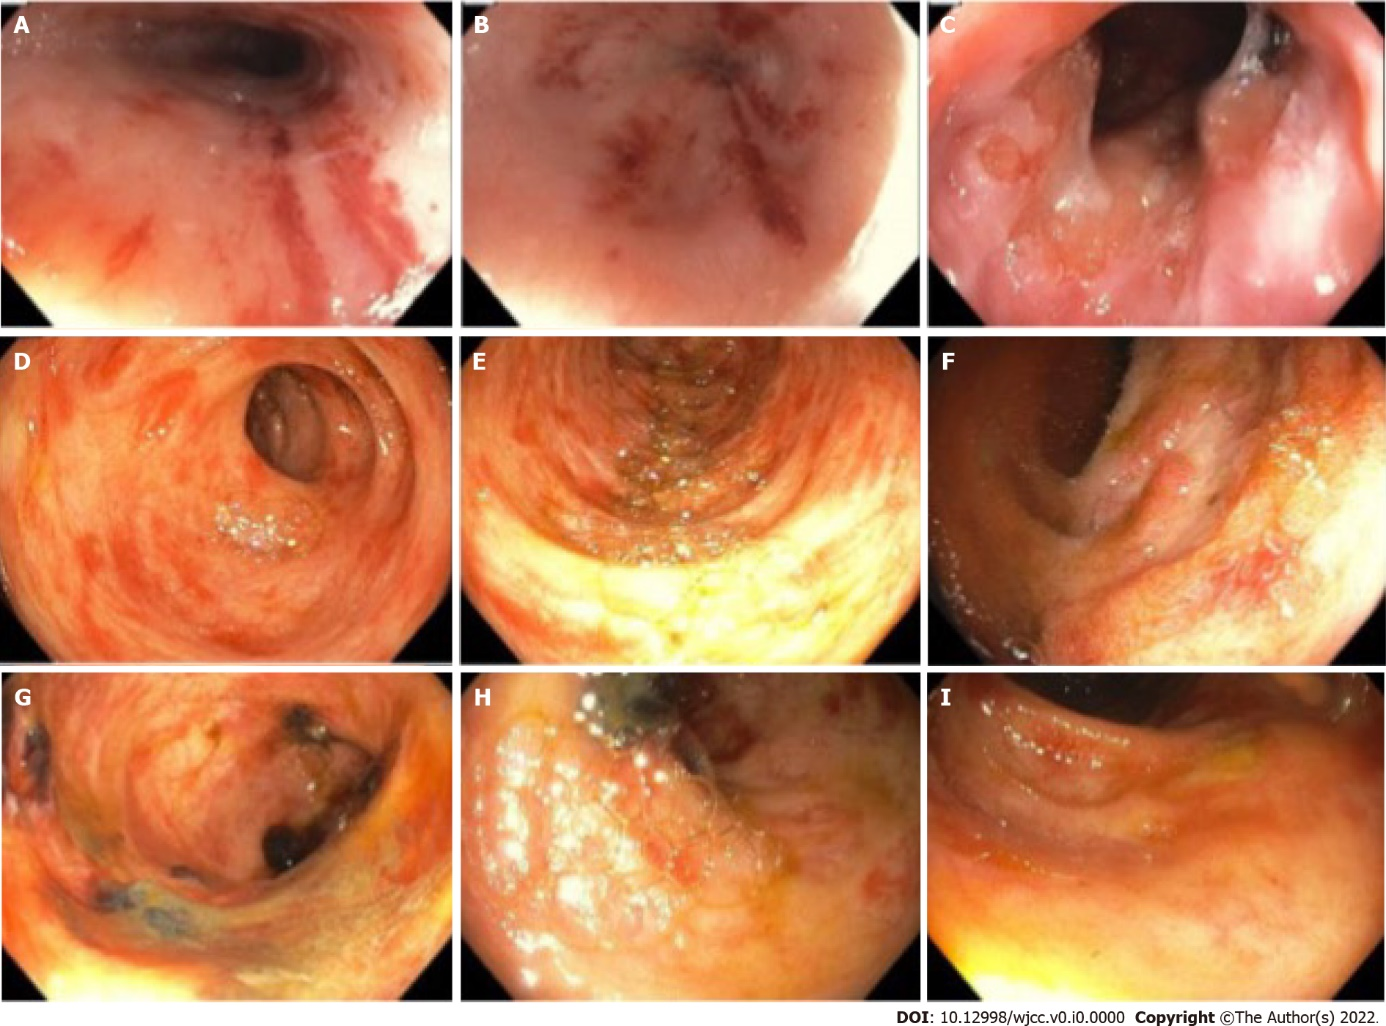 A
B
C
D
E
F
G
H
I
DOI: 10.12998/wjcc.v0.i0.0000 Copyright ©The Author(s) 2022.